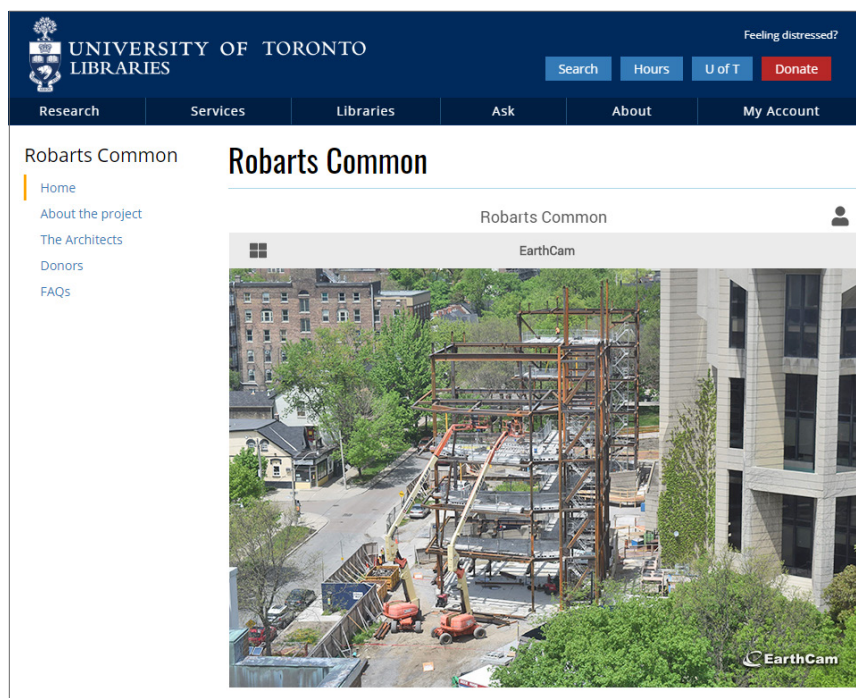 Feeling distressed?
UNIVERSITY OF TORONTO
LIBRARIES
Search Hours U of T Donate
Research Services Libraries Ask About My Account
Robarts Common
Home
About the project
The Architects
Donors
FAQs
Robarts Common
Robarts Common
EarthCam
EarthCam